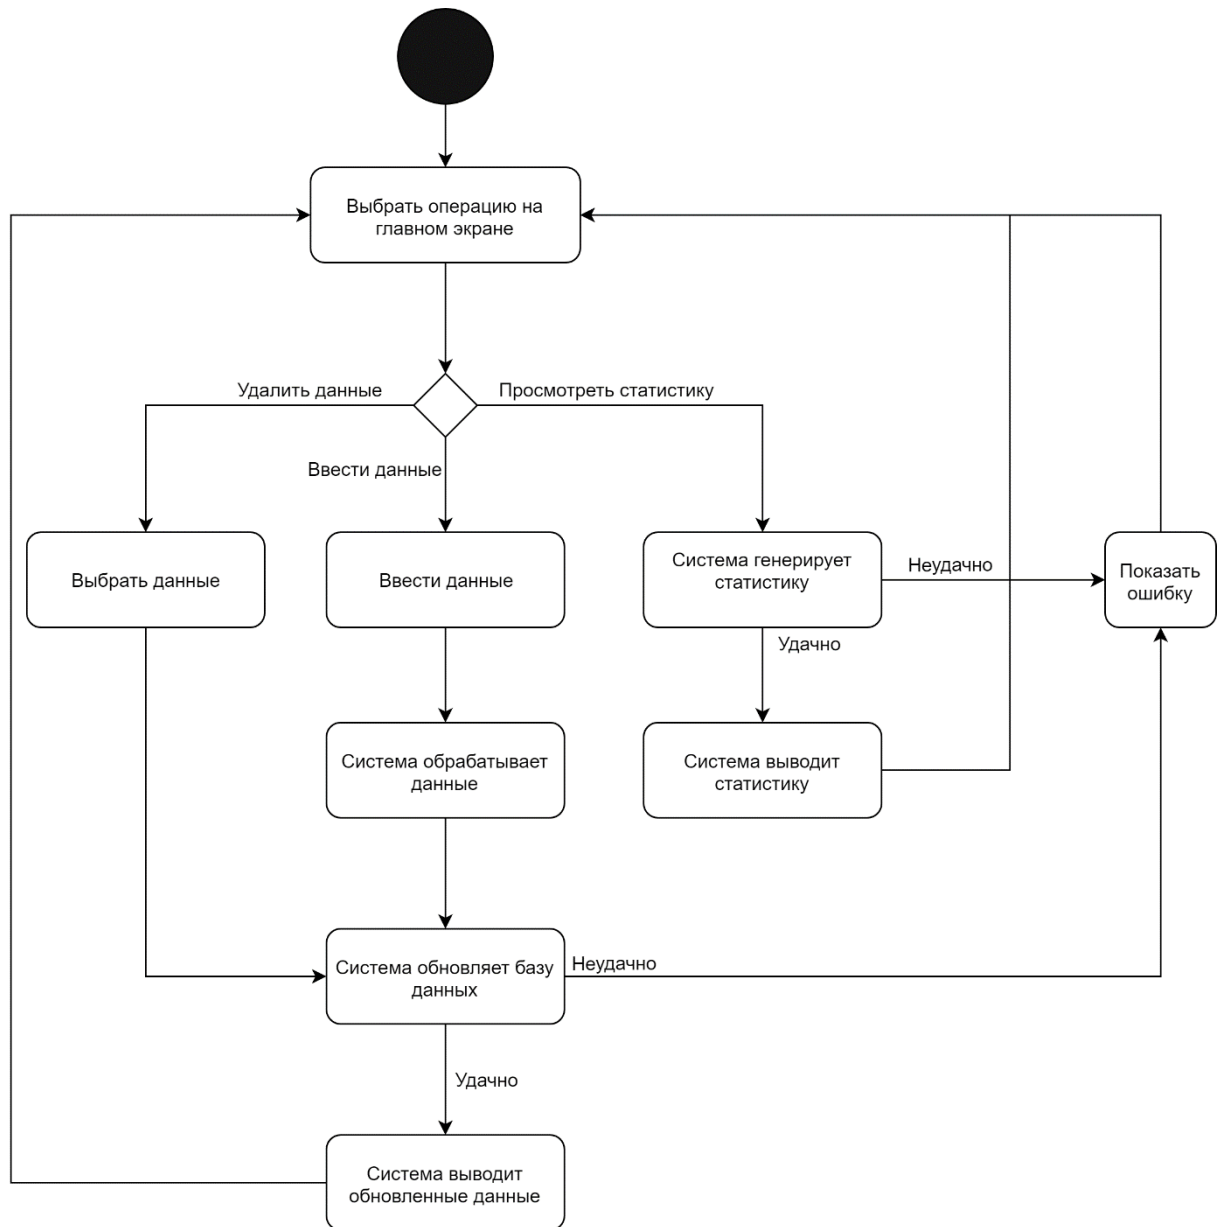 Выбрать операцию на
главном экране
Удалить данные
Просмотреть статистику
Ввести данные
Выбрать данные
Ввести данные
Система генерирует
статистику
Неудачно
Показать
ошибку
Удачно
Система обрабатывает
данные
Система выводит
статистику
Система обновляет базу
данных
Неудачно
Удачно
Система выводит
обновленные данные